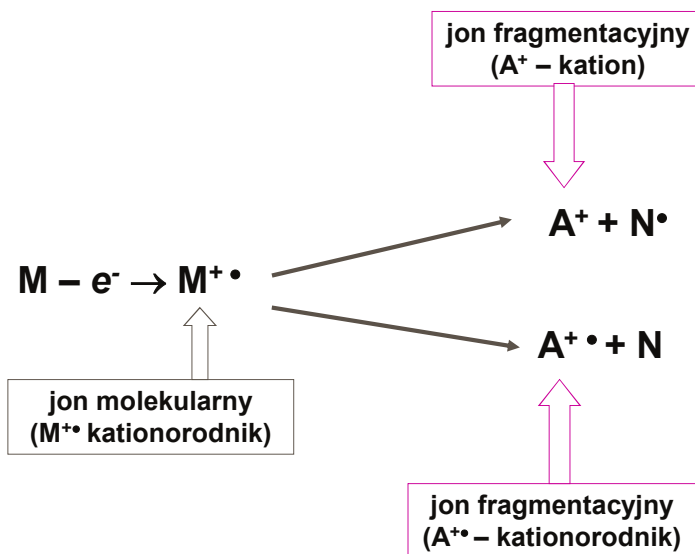 jon fragmentacyjny
(A⁺ – kation)
A⁺ + N•
M – e⁻ → M⁺ •
A⁺ • + N
jon molekularny
(M⁺• kationorodnik)
jon fragmentacyjny
(A⁺• – kationorodnik)